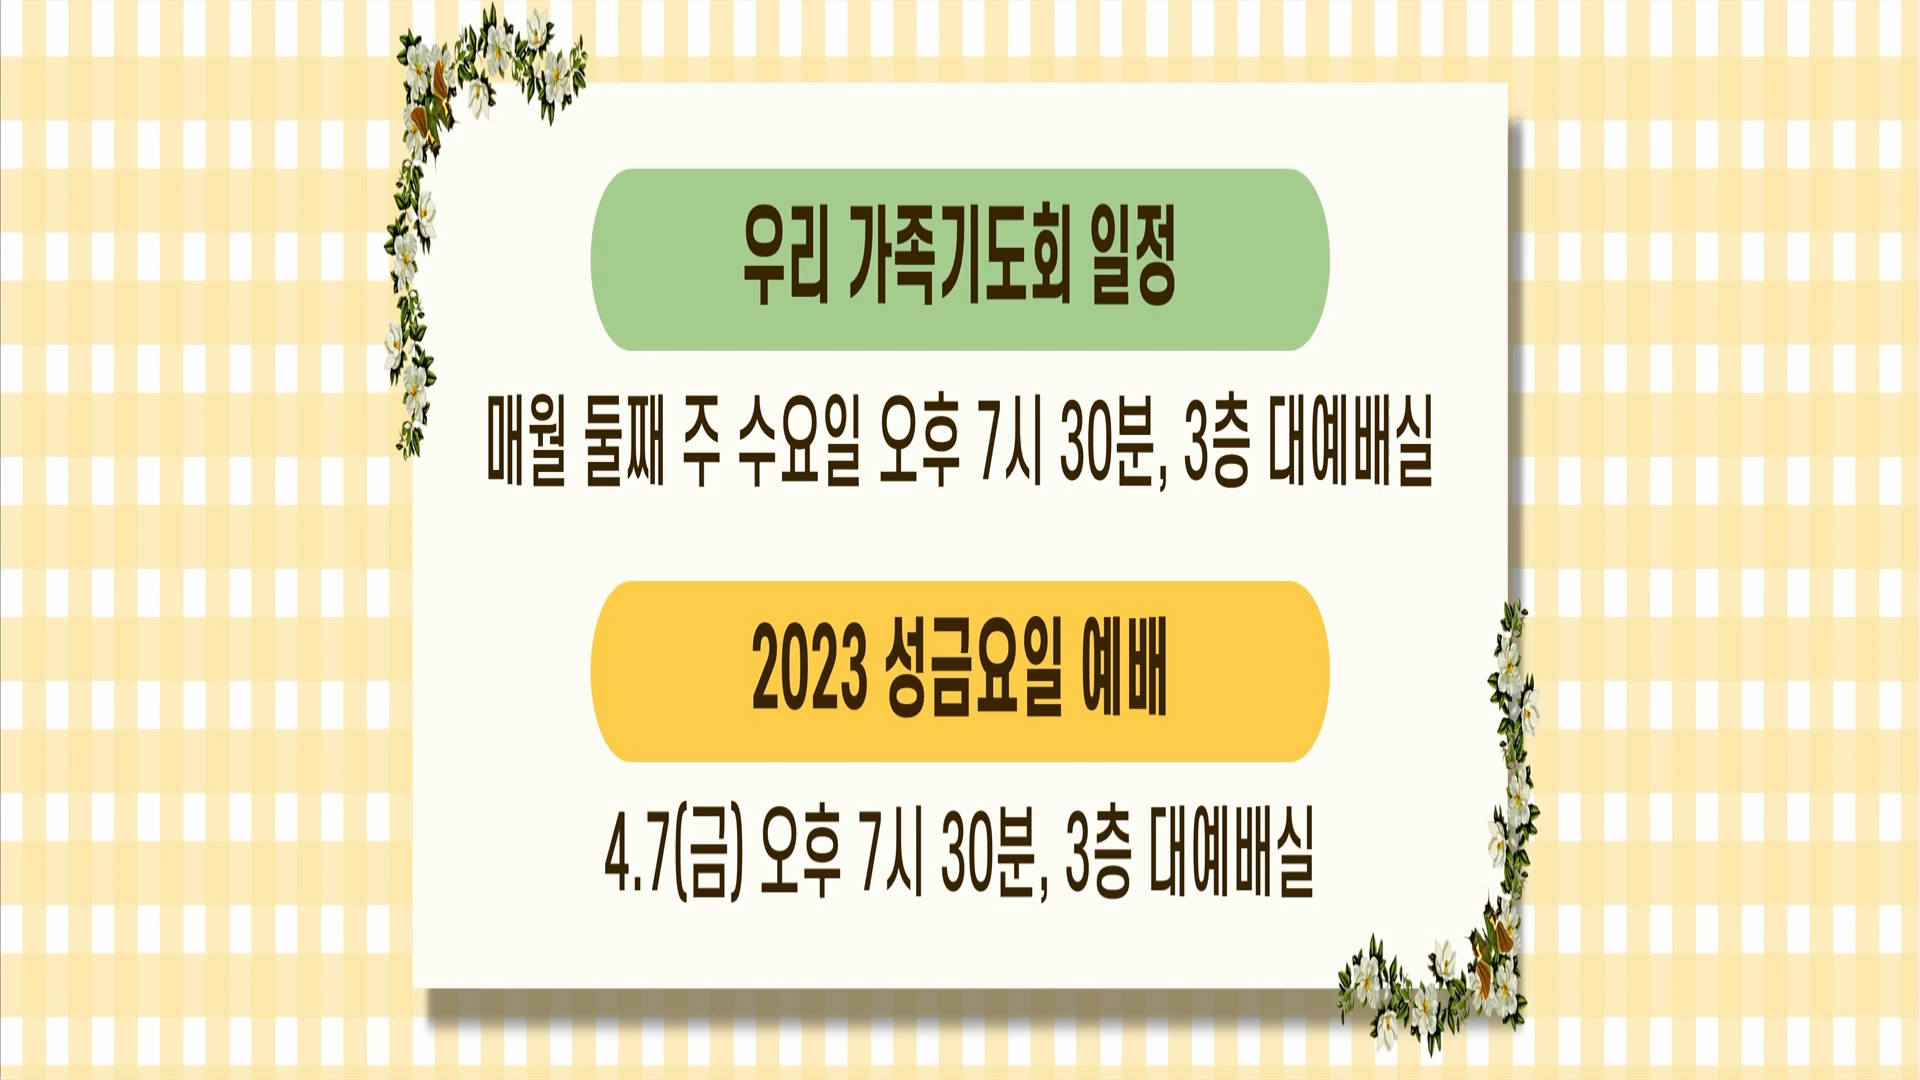 우리 가족기도회 일정
매월 둘째 주 수요일 오후 7시 30분, 3층 대예배실
2023 성금요일 예배
4.7(금) 오후 7시 30분, 3층 대예배실